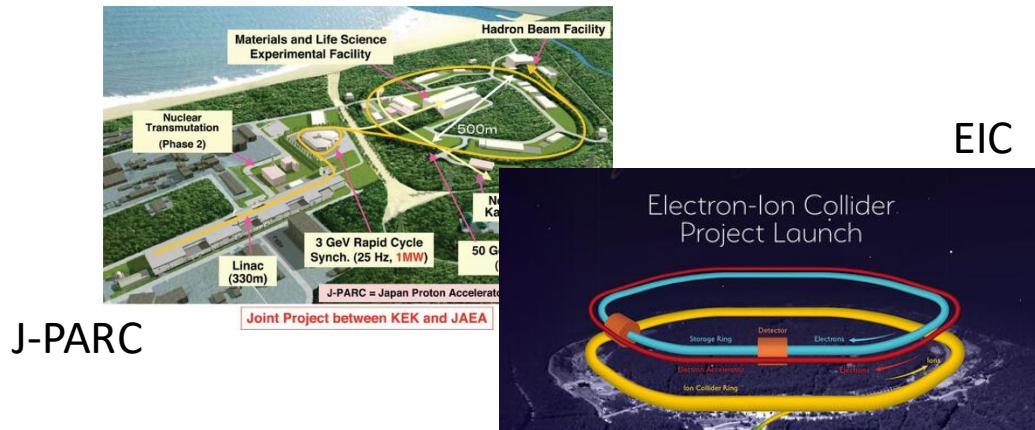 Hadron Beam Facility
Materials and Life Science
Experimental Facility
Nuclear
Transmutation
(Phase 2)
500m
3 GeV Rapid Cycle
Synch. (25 Hz, 1MW)
50
Linac
(330m)
J-PARC = Japan Proton
Joint Project between KEK and JAEA
J-PARC
EIC
Electron-Ion Collider
Project Launch
Detector
Storage Ring
Electrons
Electron Accelerator
Electrons
Ions
Ion Collider Ring